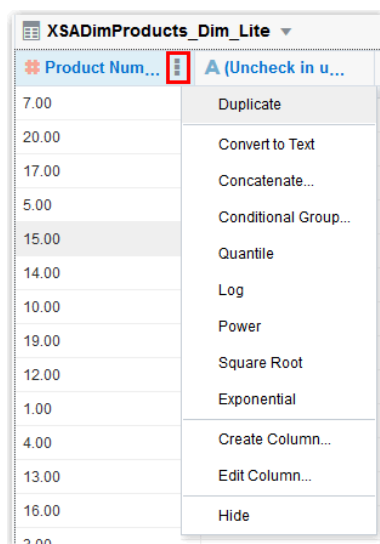 XSADimProducts_Dim_Lite
# Product Num... A (Uncheck in u...
7.00
20.00
17.00
5.00
15.00
14.00
10.00
19.00
12.00
1.00
4.00
13.00
16.00
Duplicate
Convert to Text
Concatenate...
Conditional Group...
Quantile
Log
Power
Square Root
Exponential
Create Column...
Edit Column...
Hide